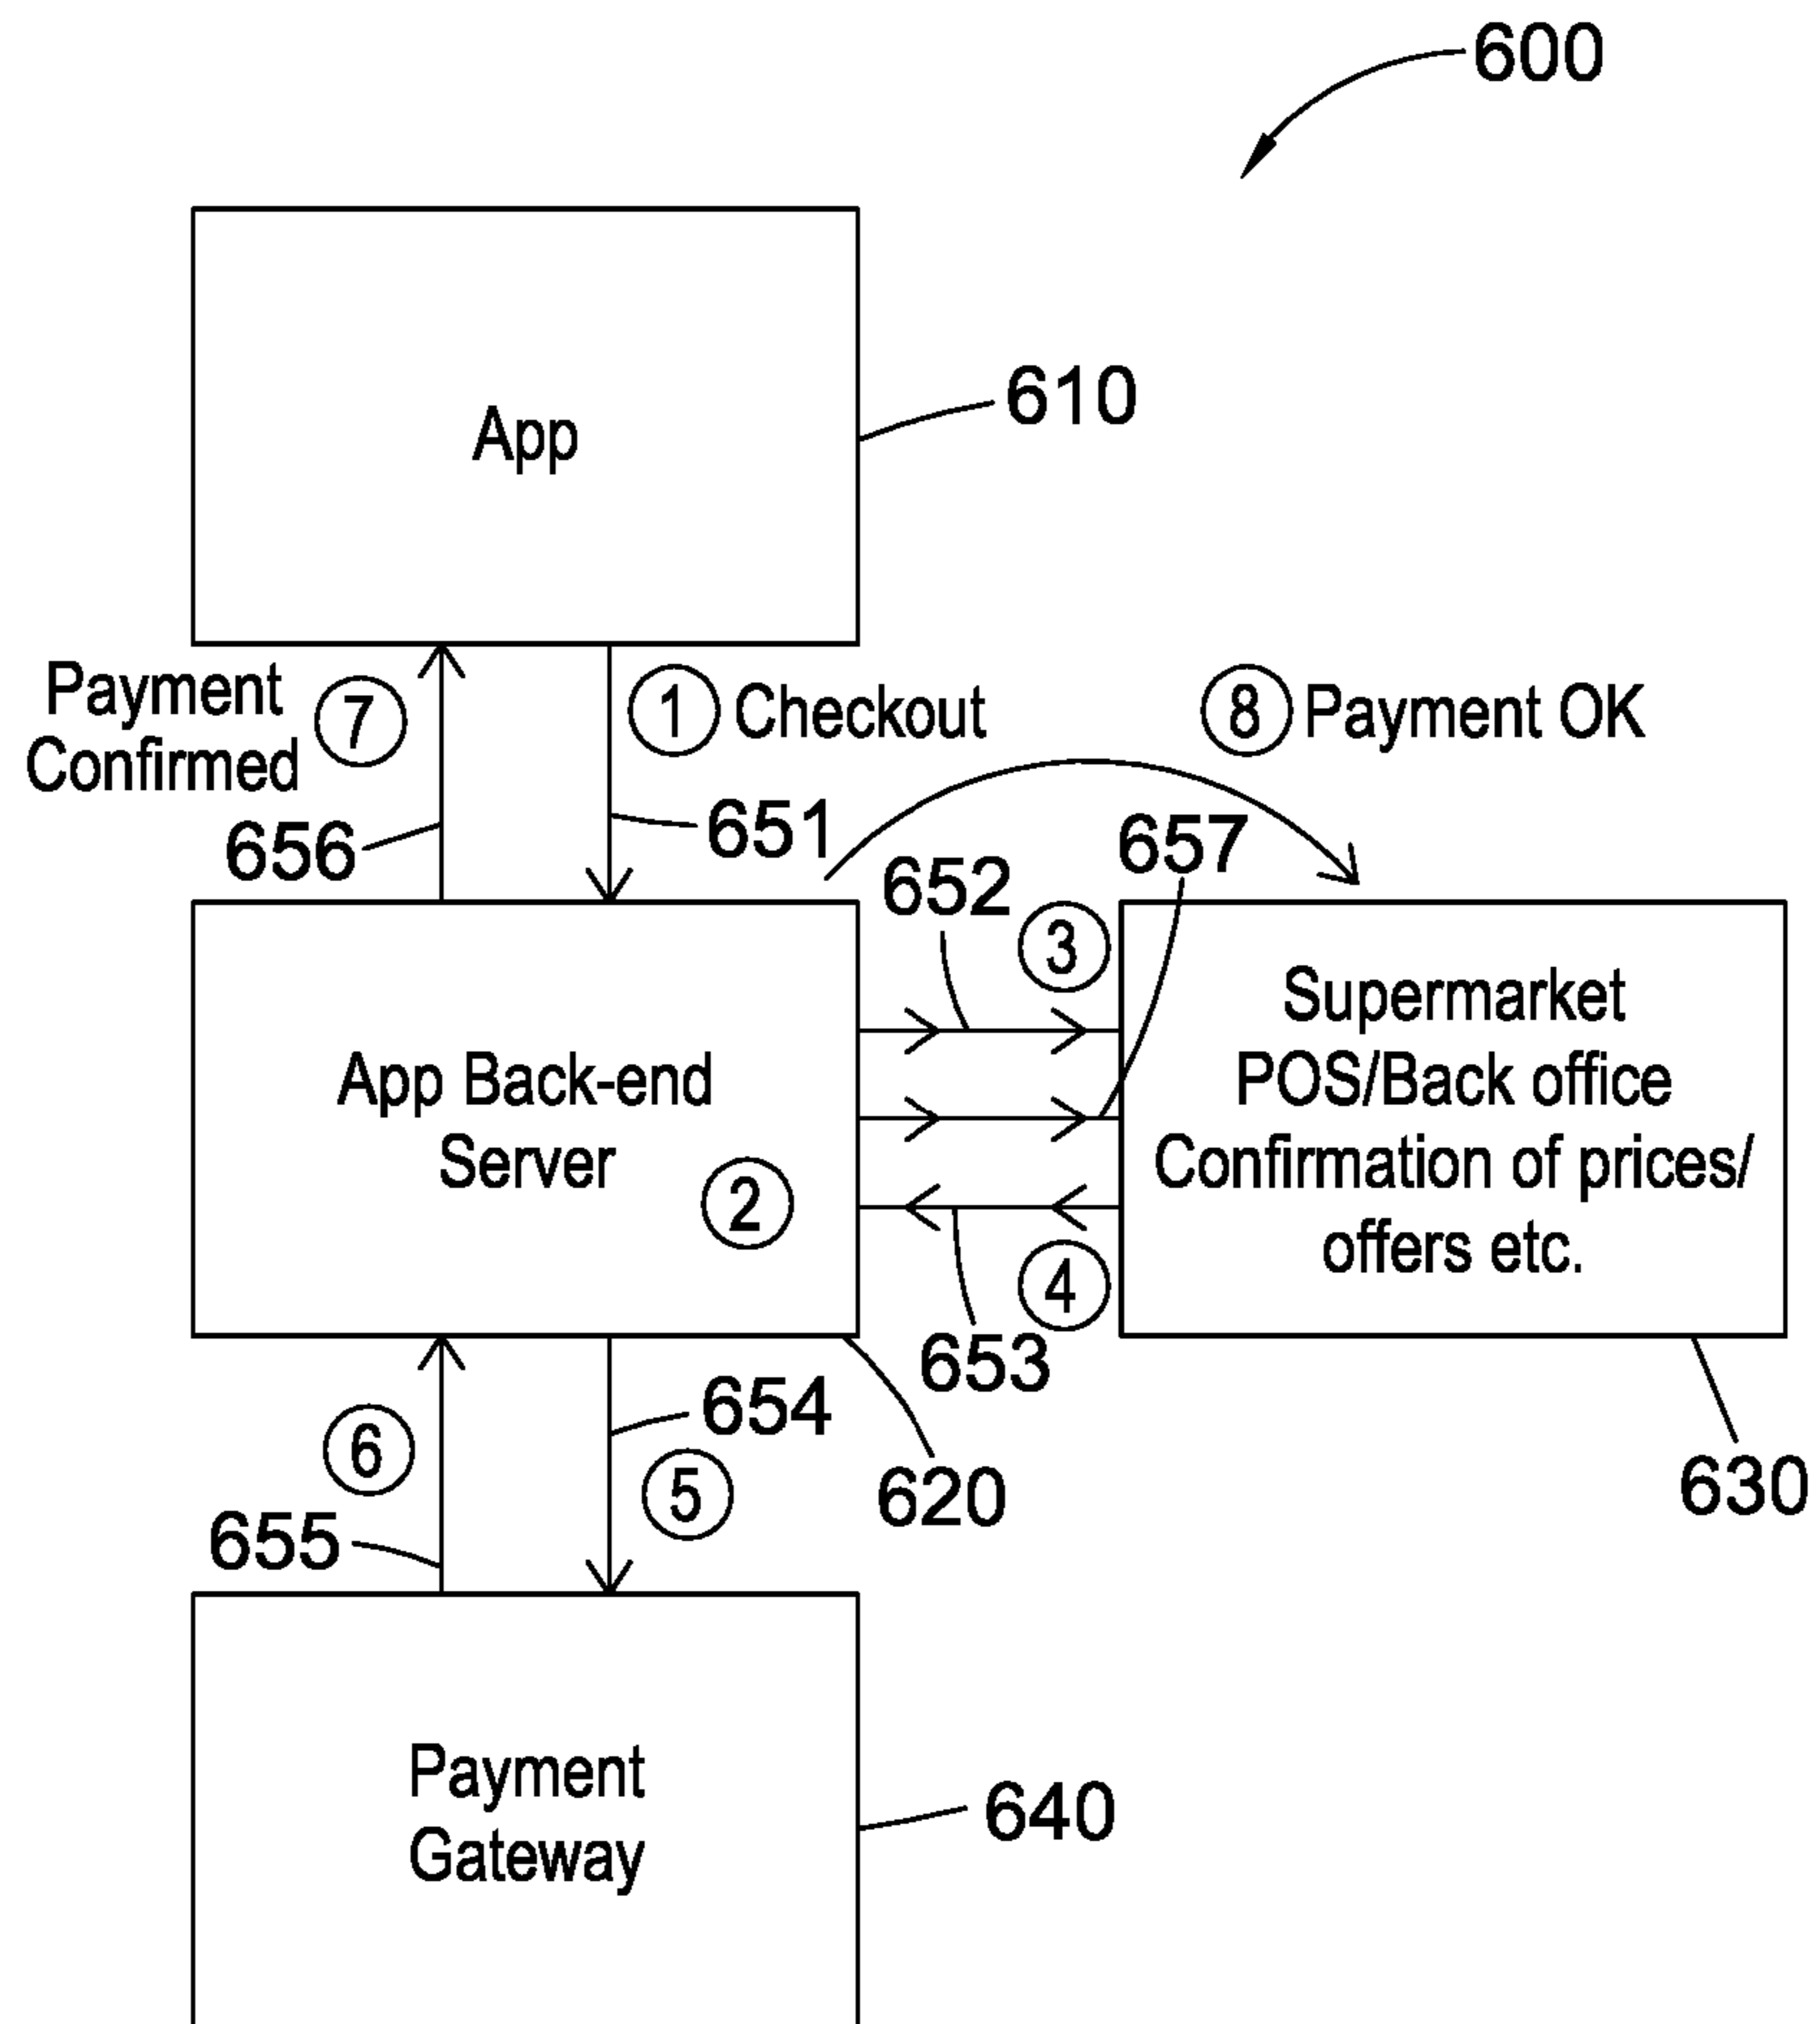 600
App
610
Payment
Confirmed
7
1 Checkout
8 Payment OK
656
651
652
657
3
App Back-end
Server
2
Supermarket
POS/Back office
Confirmation of prices/
offers etc.
4
653
654
6
5
620
630
655
Payment
Gateway
640